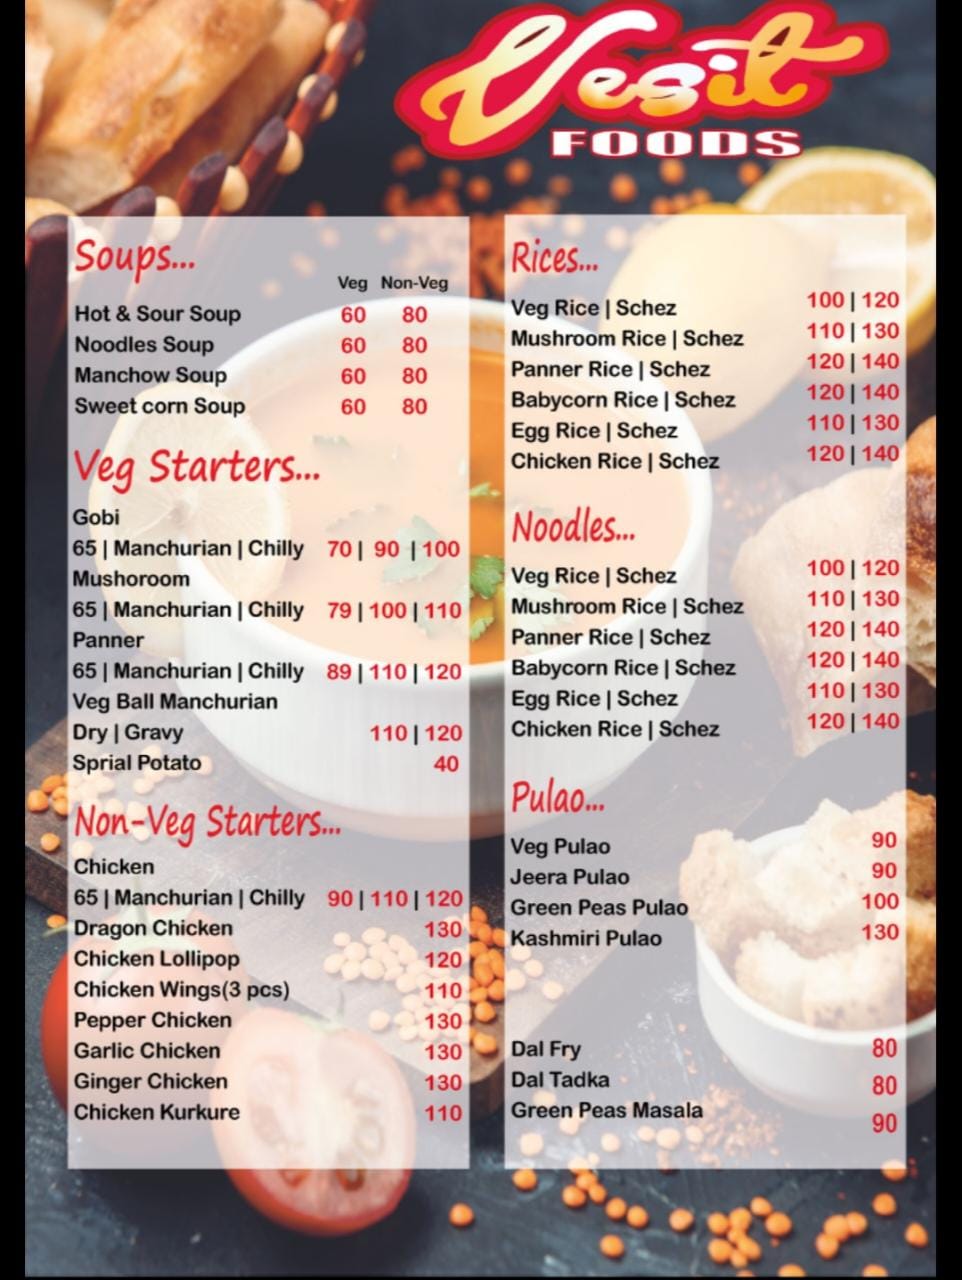 Vesit
FOODS
Soups...
Veg Non-Veg
Hot & Sour Soup 60 80
Noodles Soup 60 80
Manchow Soup 60 80
Sweet corn Soup 60 80
Veg Starters...
Gobi
65 | Manchurian | Chilly 70 | 90 | 100
Mushoroom
65 | Manchurian | Chilly 79 | 100 | 110
Panner
65 | Manchurian | Chilly 89 | 110 | 120
Veg Ball Manchurian
Dry | Gravy 110 | 120
Sprial Potato 40
Non-Veg Starters...
Chicken
65 | Manchurian | Chilly 90 | 110 | 120
Dragon Chicken 130
Chicken Lollipop 120
Chicken Wings(3 pcs) 110
Pepper Chicken 130
Garlic Chicken 130
Ginger Chicken 130
Chicken Kurkure 110
Rices...
Veg Rice | Schez 100 | 120
Mushroom Rice | Schez 110 | 130
Panner Rice | Schez 120 | 140
Babycorn Rice | Schez 120 | 140
Egg Rice | Schez 110 | 130
Chicken Rice | Schez 120 | 140
Noodles...
Veg Rice | Schez 100 | 120
Mushroom Rice | Schez 110 | 130
Panner Rice | Schez 120 | 140
Babycorn Rice | Schez 120 | 140
Egg Rice | Schez 110 | 130
Chicken Rice | Schez 120 | 140
Pulao...
Veg Pulao 90
Jeera Pulao 90
Green Peas Pulao 100
Kashmiri Pulao 130
Dal Fry 80
Dal Tadka 80
Green Peas Masala 90